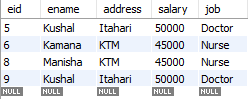 eid ename address salary job
5 Kushal Itahari 50000 Doctor
6 Kamana KTM 45000 Nurse
8 Manisha KTM 45000 Nurse
9 Kushal Itahari 50000 Doctor
NULL NULL NULL NULL NULL